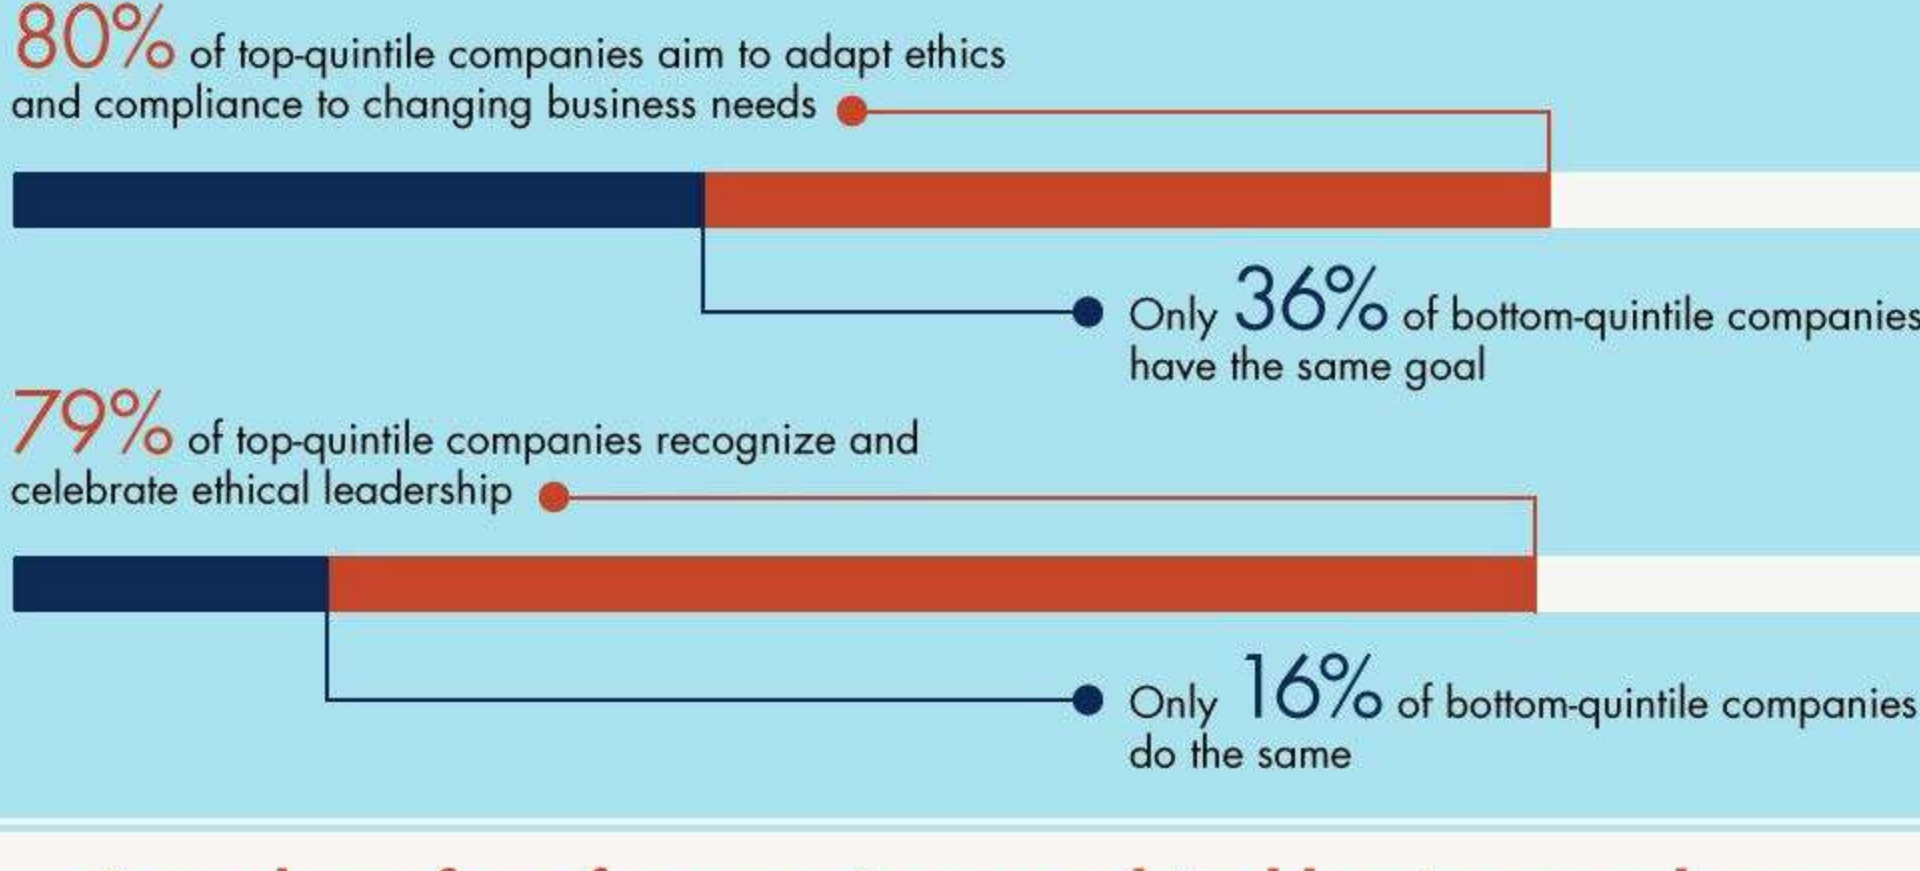 80% of top-quintile companies aim to adapt ethics
and compliance to changing business needs
Only 36% of bottom-quintile companies
have the same goal
79% of top-quintile companies recognize and
celebrate ethical leadership
Only 16% of bottom-quintile companies
do the same